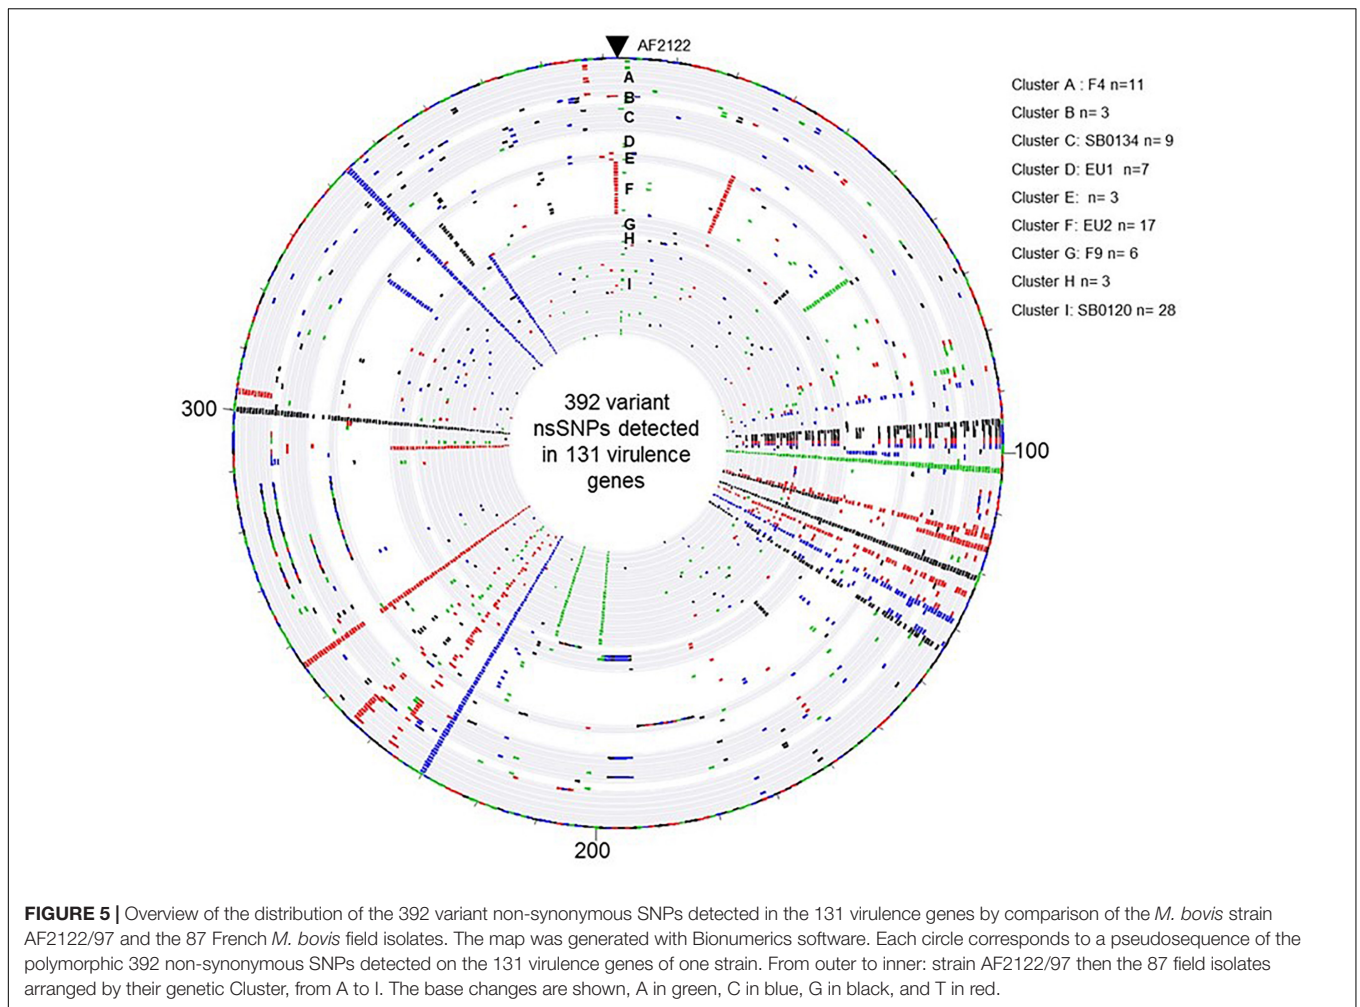 AF2122
A
B
C
D
E
F
G
H
I
Cluster A : F4 n=11
Cluster B n= 3
Cluster C: SB0134 n= 9
Cluster D: EU1 n=7
Cluster E: n= 3
Cluster F: EU2 n= 17
Cluster G: F9 n= 6
Cluster H n= 3
Cluster I: SB0120 n= 28
300
392 variant
nsSNPs detected
in 131 virulence
genes
100
200
FIGURE 5 | Overview of the distribution of the 392 variant non-synonymous SNPs detected in the 131 virulence genes by comparison of the M. bovis strain
AF2122/97 and the 87 French M. bovis field isolates. The map was generated with Bionumerics software. Each circle corresponds to a pseudosequence of the
polymorphic 392 non-synonymous SNPs detected on the 131 virulence genes of one strain. From outer to inner: strain AF2122/97 then the 87 field isolates
arranged by their genetic Cluster, from A to I. The base changes are shown, A in green, C in blue, G in black, and T in red.